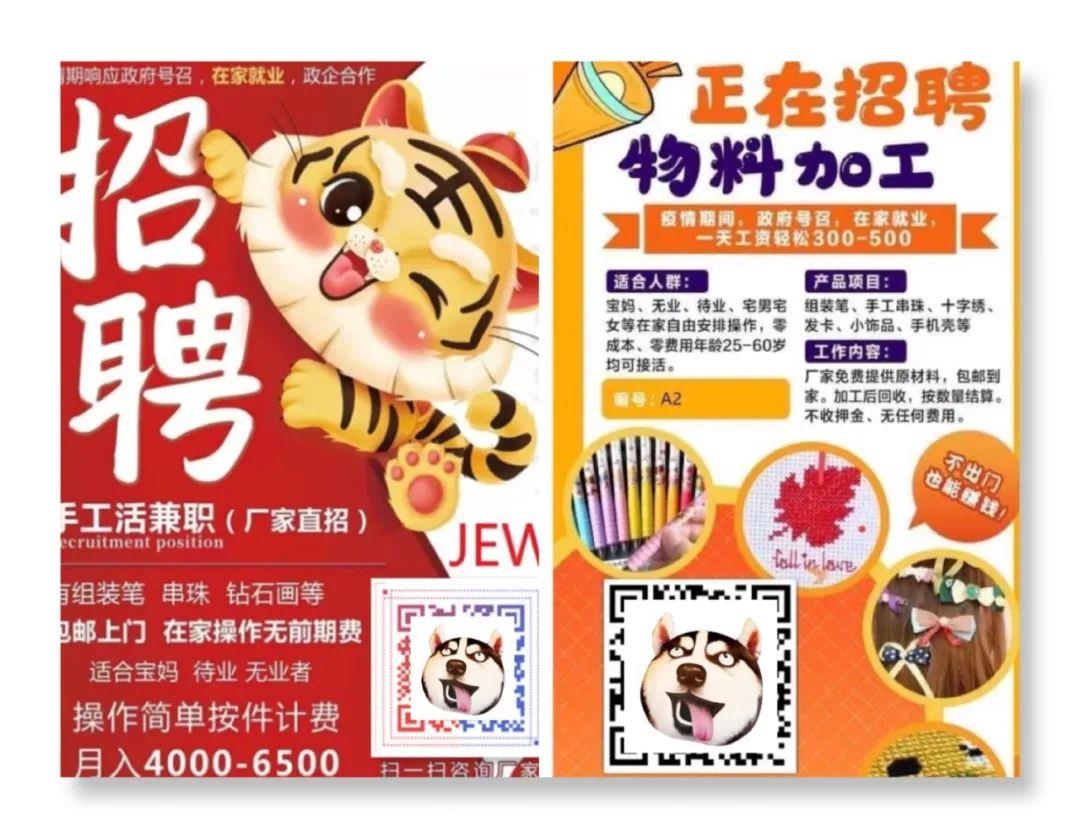 期响应政府号召，在家就业，政企合作
招
聘
手工活兼职（厂家直招）
ecruitment position
JEW
有组装笔 串珠 钻石画等
包邮上门 在家操作无前期费
适合宝妈 待业 无业者
操作简单按件计费
月入4000-6500
扫一扫咨询厂家
正在招聘
物料加工
疫情期间，政府号召，在家就业，
一天工资轻松300-500
适合人群：
宝妈、无业、待业、宅男宅
女等在家自由安排操作，零
成本、零费用年龄25-60岁
均可接活。
编号：A2
产品项目：
组装笔、手工串珠、十字绣、
发卡、小饰品、手机壳等
工作内容：
厂家免费提供原材料，包邮到
家。加工后回收，按数量结算。
不收押金、无任何费用。
不出门
也能赚钱！
fall in love